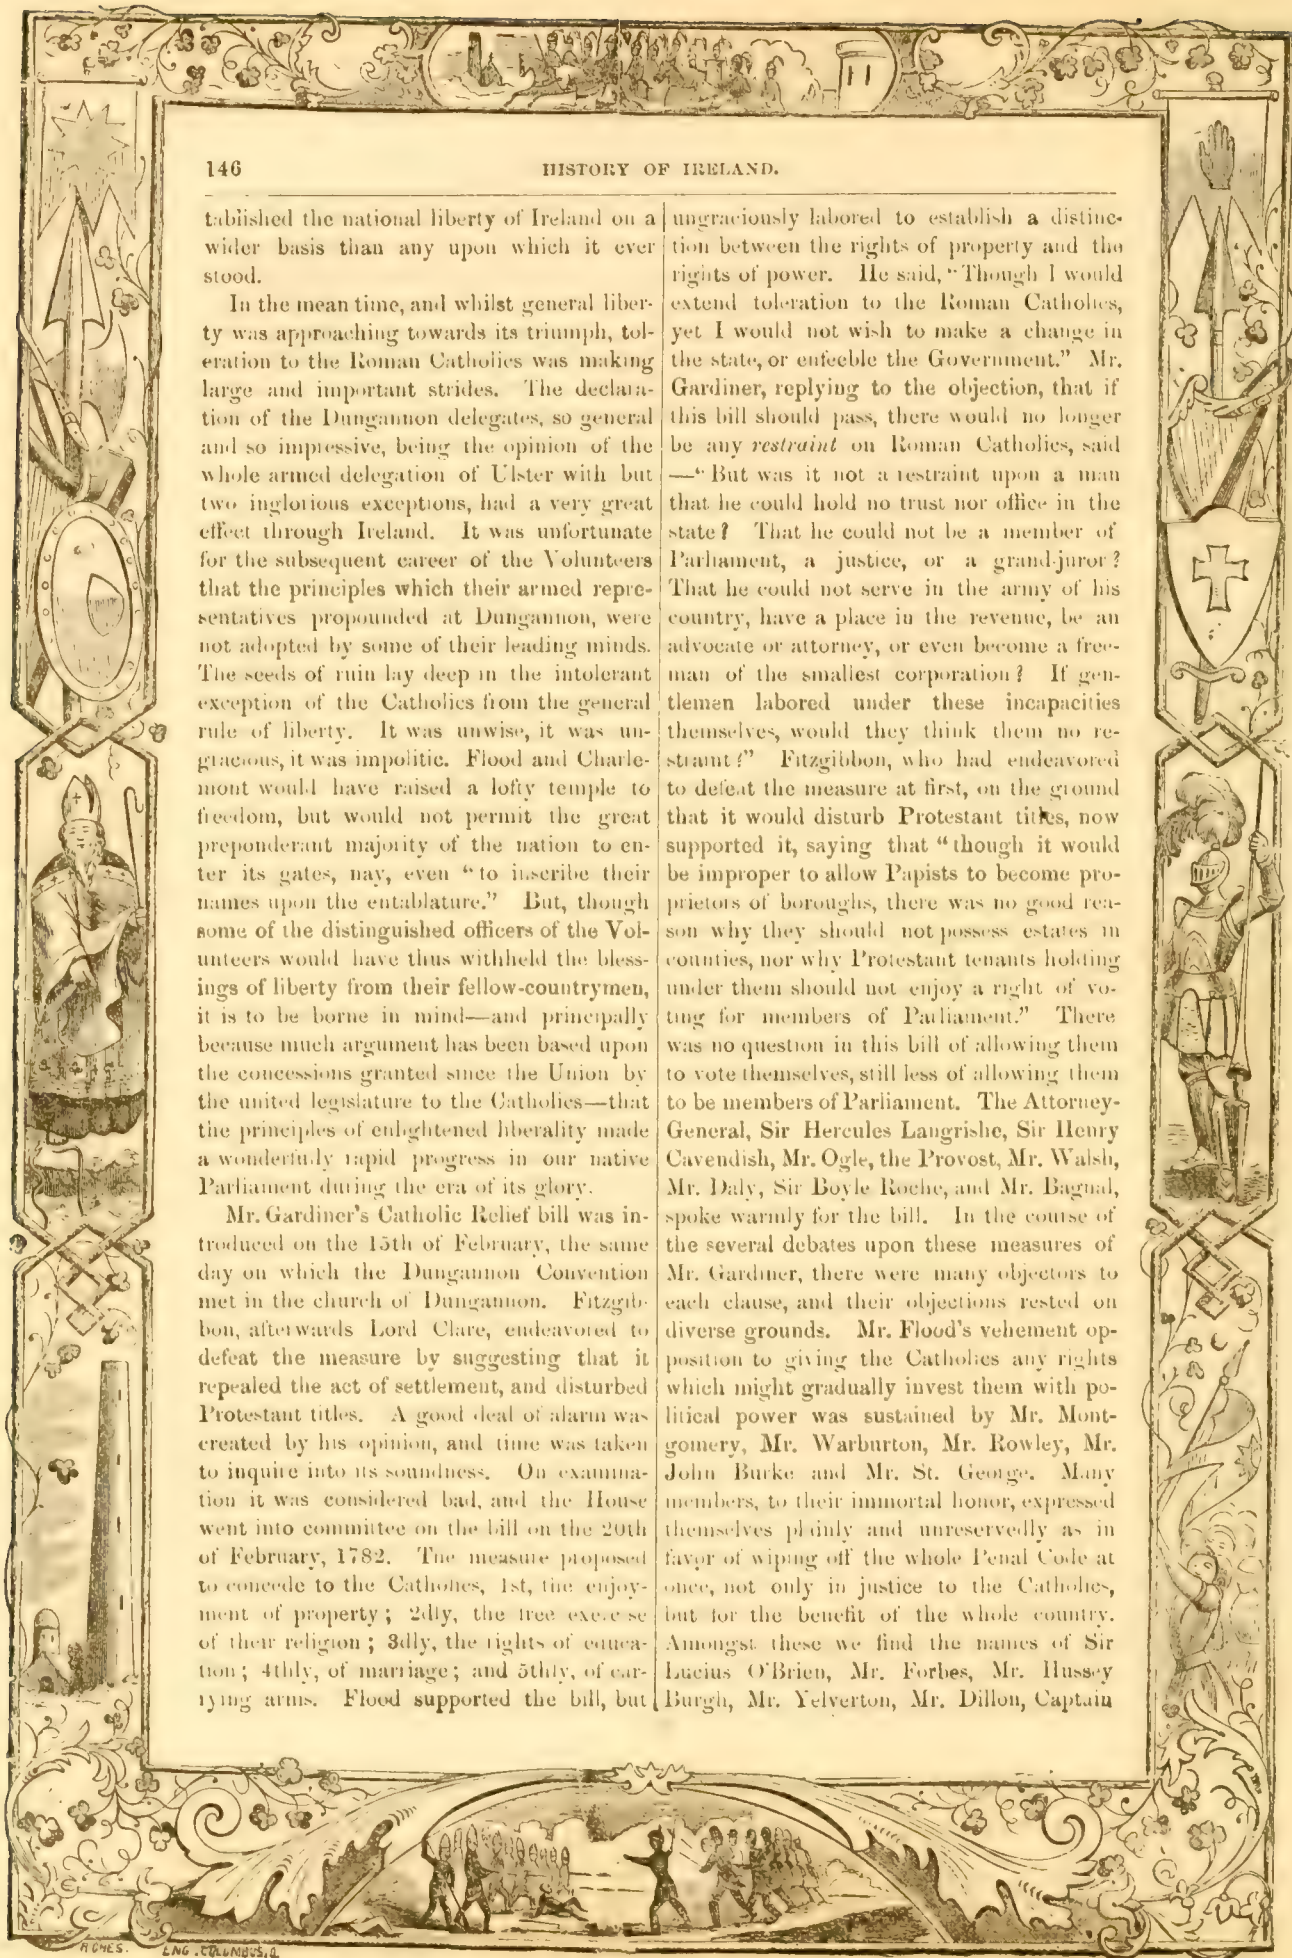 146
HISTORY OF IRELAND.
tablished the national liberty of Ireland on a
wider basis than any upon which it ever
stood.
In the mean time, and whilst general liber-
ty was approaching towards its triumph, tol-
eration to the Roman Catholics was making
large and important strides. The declara-
tion of the Dungannon delegates, so general
and so impressive, being the opinion of the
whole armed delegation of Ulster with but
two inglorious exceptions, had a very great
effect through Ireland. It was unfortunate
for the subsequent career of the Volunteers
that the principles which their armed repre-
sentatives propounded at Dungannon, were
not adopted by some of their leading minds.
The seeds of ruin lay deep in the intolerant
exception of the Catholics from the general
rule of liberty. It was unwise, it was un-
gracious, it was impolitic. Flood and Charle-
mont would have raised a lofty temple to
freedom, but would not permit the great
preponderant majority of the nation to en-
ter its gates, nay, even "to inscribe their
names upon the entablature." But, though
some of the distinguished officers of the Vol-
unteers would have thus withheld the bless-
ings of liberty from their fellow-countrymen,
it is to be borne in mind—and principally
because much argument has been based upon
the concessions granted since the Union by
the united legislature to the Catholics—that
the principles of enlightened liberality made
a wonderfully rapid progress in our native
Parliament during the era of its glory.
Mr. Gardiner's Catholic Relief bill was in-
troduced on the 15th of February, the same
day on which the Dungannon Convention
met in the church of Dungannon. Fitzgib-
bon, afterwards Lord Clare, endeavored to
defeat the measure by suggesting that it
repealed the act of settlement, and disturbed
Protestant titles. A good deal of alarm was
created by his opinion, and time was taken
to inquire into its soundness. On examina-
tion it was considered bad, and the House
went into committee on the bill on the 20th
of February, 1782. The measure proposed
to concede to the Catholics, 1st, the enjoy-
ment of property; 2dly, the free exercise
of their religion; 3dly, the rights of educa-
tion; 4thly, of marriage; and 5thly, of car-
rying arms. Flood supported the bill, but
ungraciously labored to establish a distinc-
tion between the rights of property and the
rights of power. He said, "Though I would
extend toleration to the Roman Catholics,
yet I would not wish to make a change in
the state, or enfeeble the Government." Mr.
Gardiner, replying to the objection, that if
this bill should pass, there would no longer
be any restraint on Roman Catholics, said
—"But was it not a restraint upon a man
that he could hold no trust nor office in the
state? That he could not be a member of
Parliament, a justice, or a grand-juror?
That he could not serve in the army of his
country, have a place in the revenue, be an
advocate or attorney, or even become a free-
man of the smallest corporation? If gen-
tlemen labored under these incapacities
themselves, would they think them no re-
straint?" Fitzgibbon, who had endeavored
to defeat the measure at first, on the ground
that it would disturb Protestant titles, now
supported it, saying that "though it would
be improper to allow Papists to become pro-
prietors of boroughs, there was no good rea-
son why they should not possess estates in
counties, nor why Protestant tenants holding
under them should not enjoy a right of vo-
ting for members of Parliament." There
was no question in this bill of allowing them
to vote themselves, still less of allowing them
to be members of Parliament. The Attorney-
General, Sir Hercules Langrishe, Sir Henry
Cavendish, Mr. Ogle, the Provost, Mr. Walsh,
Mr. Daly, Sir Boyle Roche, and Mr. Bagnal,
spoke warmly for the bill. In the course of
the several debates upon these measures of
Mr. Gardiner, there were many objectors to
each clause, and their objections rested on
diverse grounds. Mr. Flood's vehement op-
position to giving the Catholics any rights
which might gradually invest them with po-
litical power was sustained by Mr. Mont-
gomery, Mr. Warburton, Mr. Rowley, Mr.
John Burke and Mr. St. George. Many
members, to their immortal honor, expressed
themselves plainly and unreservedly as in
favor of wiping off the whole Penal Code at
once, not only in justice to the Catholics,
but for the benefit of the whole country.
Amongst these we find the names of Sir
Lucius O'Brien, Mr. Forbes, Mr. Hussey
Burgh, Mr. Yelverton, Mr. Dillon, Captain
ENG. COLUMBUS, O.